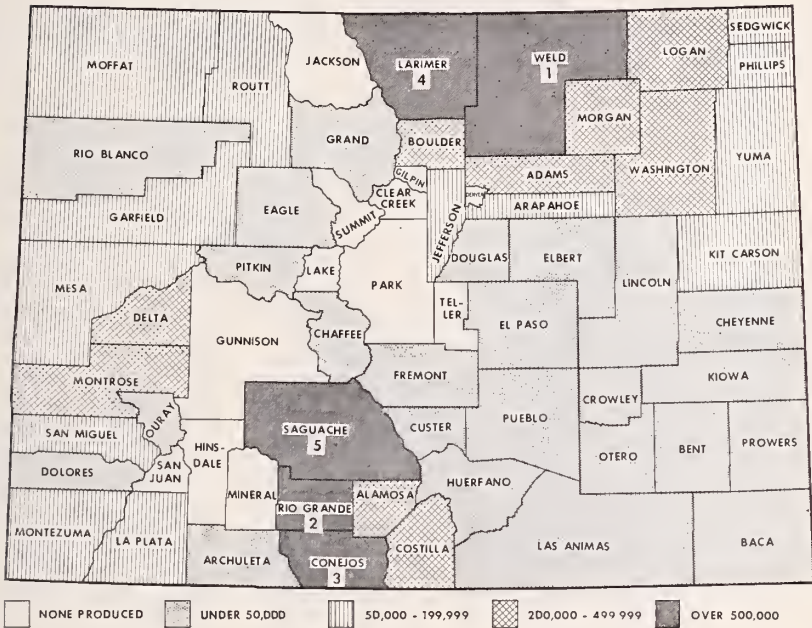 SEDGWICK
LOGAN
MOFFAT
JACKSON
LARIMER
4
WELD
1
PHILLIPS
ROUTT
MORGAN
GRAND
BOULDER
RIO BLANCO
WASHINGTON
YUMA
GILPIN
ADAMS
CLEAR
CREEK
DENVER
EAGLE
GARFIELD
SUMMIT
JEFFERSON
ARAPAHOE
DOUGLAS
ELBERT
KIT CARSON
PITKIN
LAKE
PARK
LINCOLN
MESA
TEL-
LER
DELTA
CHAFFEE
EL PASO
CHEYENNE
GUNNISON
MONTROSE
FREMONT
KIOWA
CROWLEY
OURAY
SAGUACHE
5
CUSTER
PUEBLO
SAN MIGUEL
HINS-
DALE
OTERO
BENT
PROWERS
DOLORES
SAN
JUAN
HUERFANO
MINERAL
RIO GRANDE
2
ALAMOSA
MONTEZUMA
LA PLATA
COSTILLA
LAS ANIMAS
BACA
ARCHULETA
CONEJOS
3
NONE PRODUCED UNDER 50,000 50,000 - 199,999 200,000 - 499 999 OVER 500,000